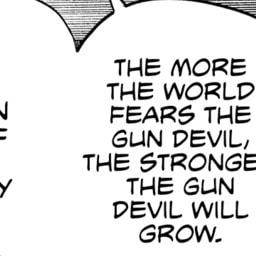 THE MORE
THE WORLD
FEARS THE
GUN DEVIL,
THE STRONGE
THE GUN
DEVIL WILL
GROW.